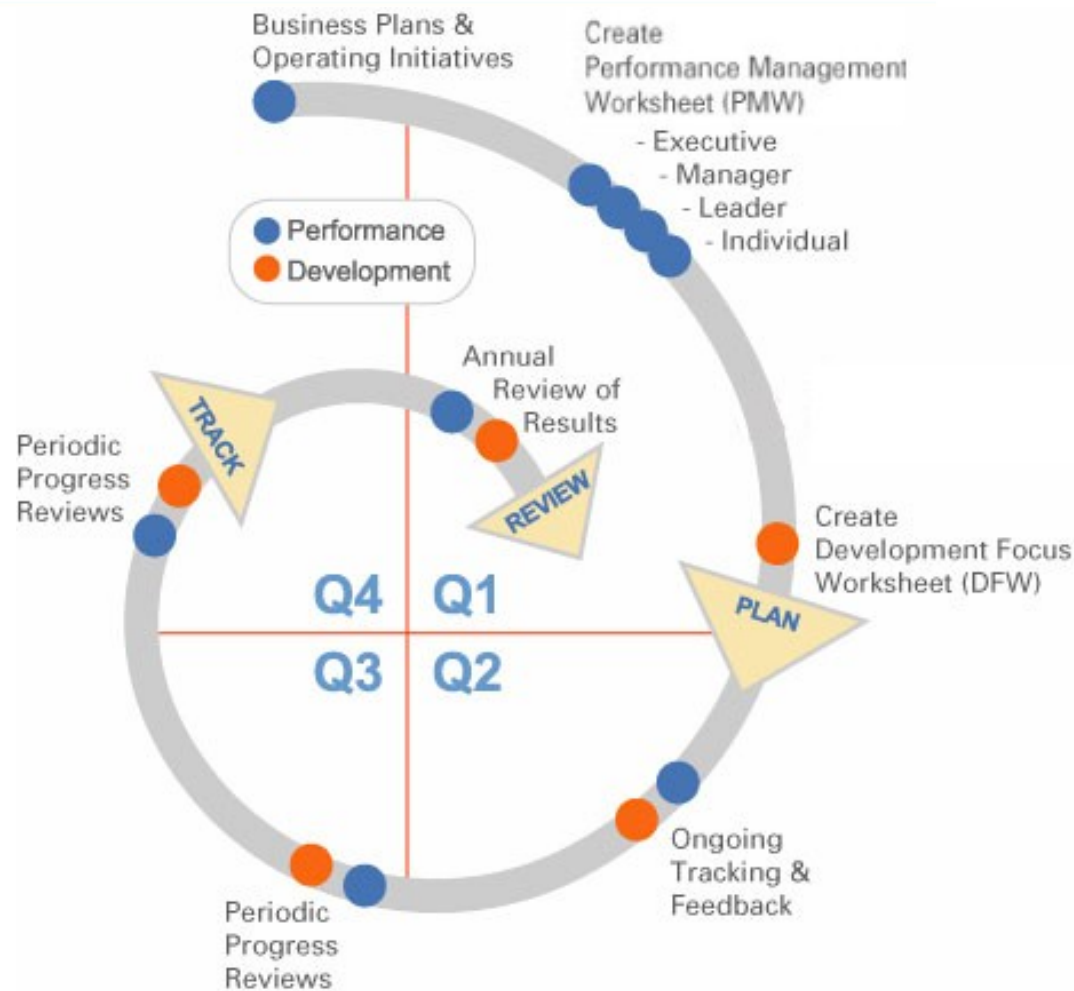 Business Plans &
Operating Initiatives
Create
Performance Management
Worksheet (PMW)
- Executive
- Manager
- Leader
- Individual
Performance
Development
Annual
Review of
Results
TRACK
Periodic
Progress
Reviews
REVIEW
Create
Development Focus
Worksheet (DFW)
PLAN
Q4 Q1
Q3 Q2
Ongoing
Tracking &
Feedback
Periodic
Progress
Reviews